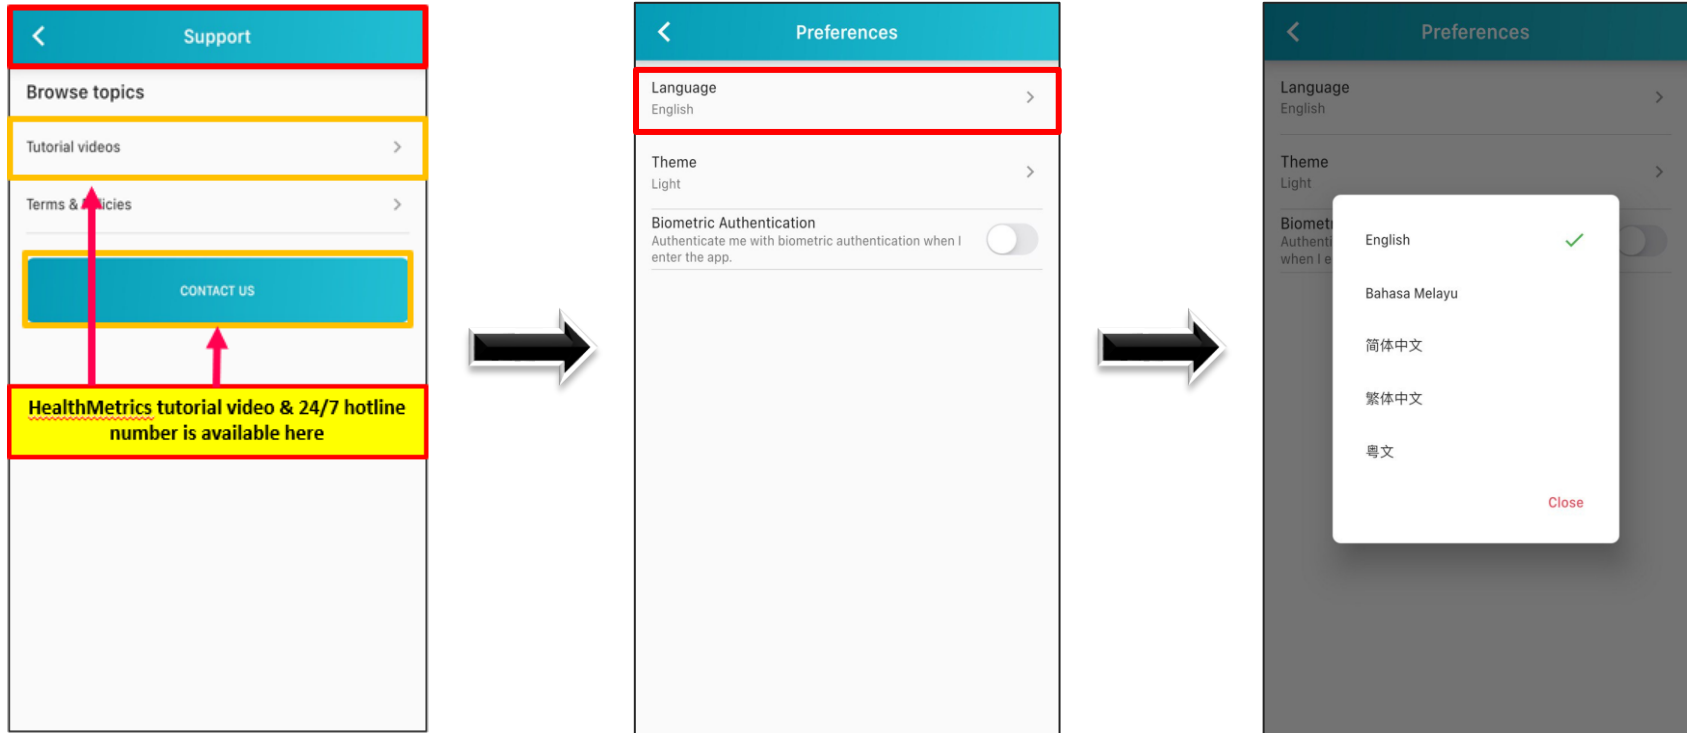 Support
Browse topics
Tutorial videos
Terms & Policies
CONTACT US
HealthMetrics tutorial video & 24/7 hotline
number is available here
Preferences
Language
English
Theme
Light
Biometric Authentication
Authenticate me with biometric authentication when I
enter the app.
Preferences
Language
English
Theme
Light
English
Bahasa Melayu
简体中文
繁体中文
粤文
Close